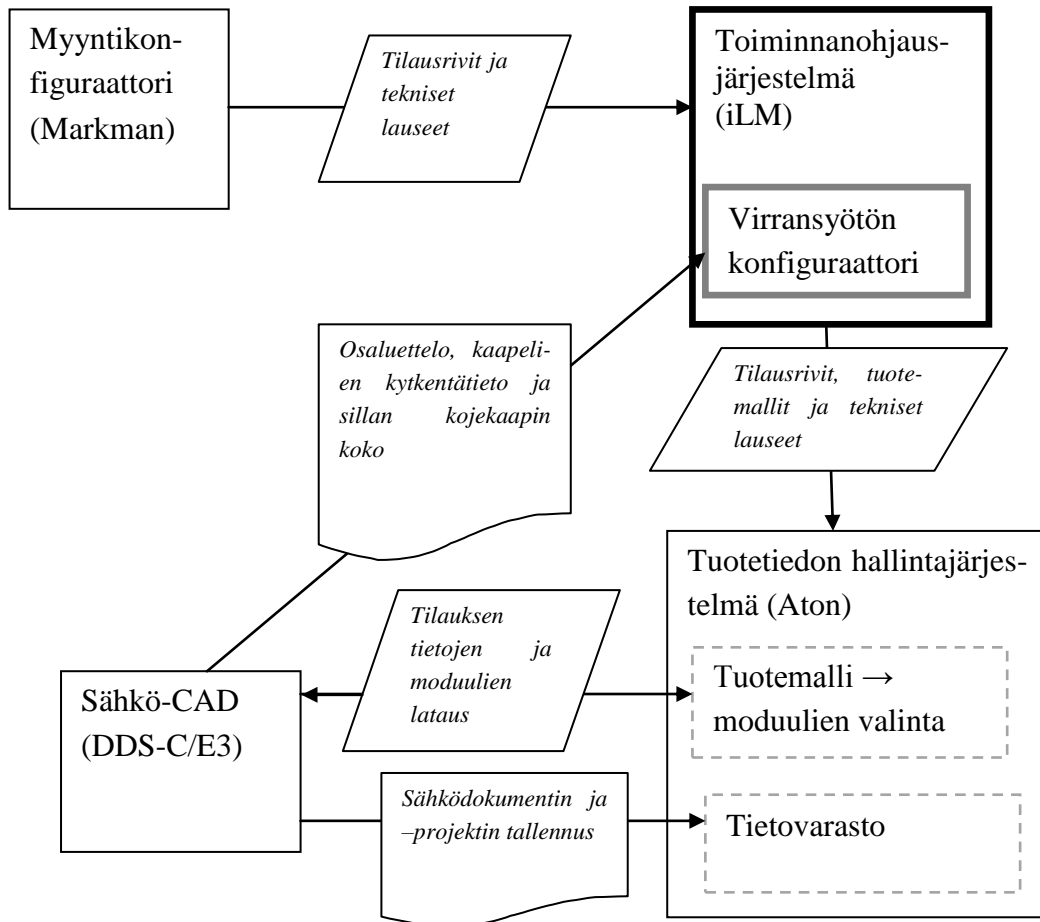 Myyntikon-
figuraattori
(Markman)
Tilausrivit ja
tekniset
lauseet
Toiminnanohjaus-
järjestelmä
(iLM)
Virransyötön
konfiguraattori
Osaluettelo, kaapeli-
en kytkentätieto ja
sillan kojekaapin
koko
Tilausrivit, tuote-
mallit ja tekniset
lauseet
Tuotetiedon hallintajärjes-
telmä (Aton)
Tilauksen
tietojen ja
moduulien
lataus
Tuotemalli →
moduulien valinta
Sähkö-CAD
(DDS-C/E3)
Sähködokumentin ja
–projektin tallennus
Tietovarasto